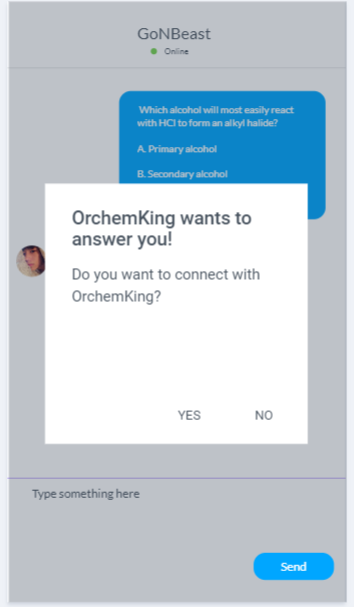 GoNBeast
Online
Which alcohol will most easily react
with HCl to form an alkyl halide?
A. Primary alcohol
B. Secondary alcohol
OrchemKing wants to
answer you!
Do you want to connect with
OrchemKing?
YES NO
Type something here
Send